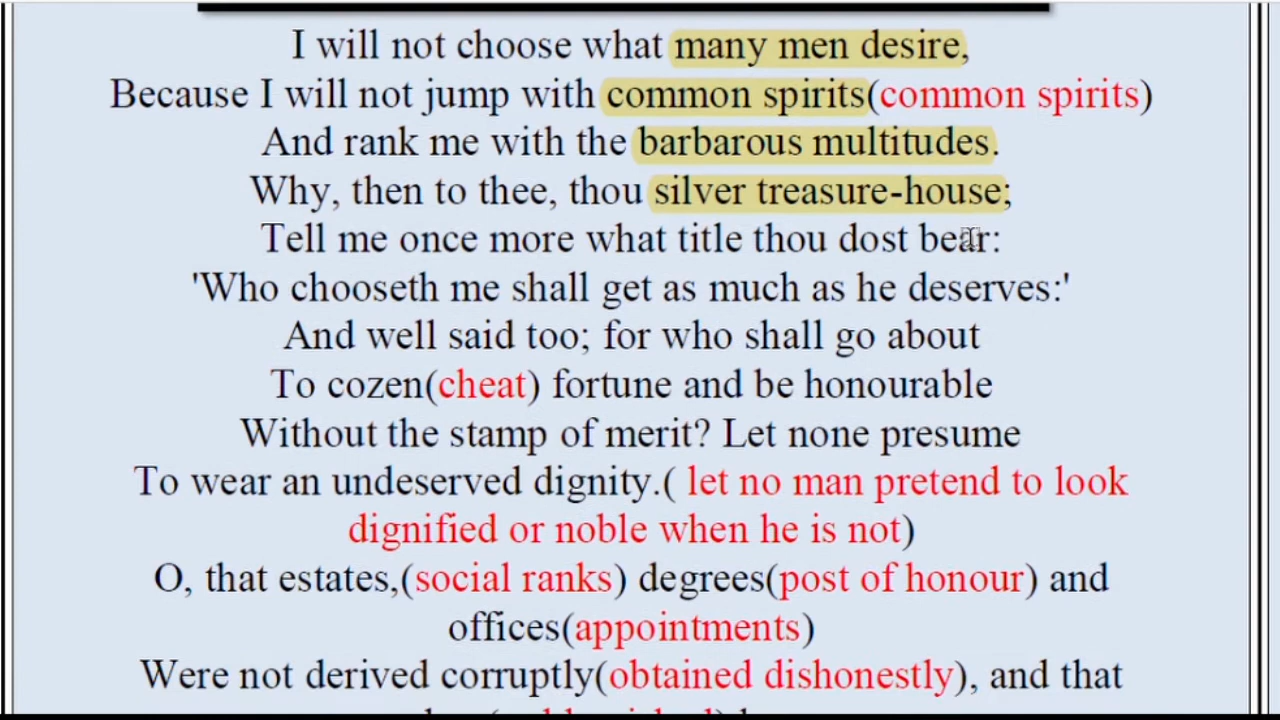 I will not choose what many men desire,
Because I will not jump with common spirits(common spirits)
And rank me with the barbarous multitudes.
Why, then to thee, thou silver treasure-house;
Tell me once more what title thou dost bear:
'Who chooseth me shall get as much as he deserves:'
And well said too; for who shall go about
To cozen(cheat) fortune and be honourable
Without the stamp of merit? Let none presume
To wear an undeserved dignity.( let no man pretend to look
dignified or noble when he is not)
O, that estates,(social ranks) degrees(post of honour) and
offices(appointments)
Were not derived corruptly(obtained dishonestly), and that